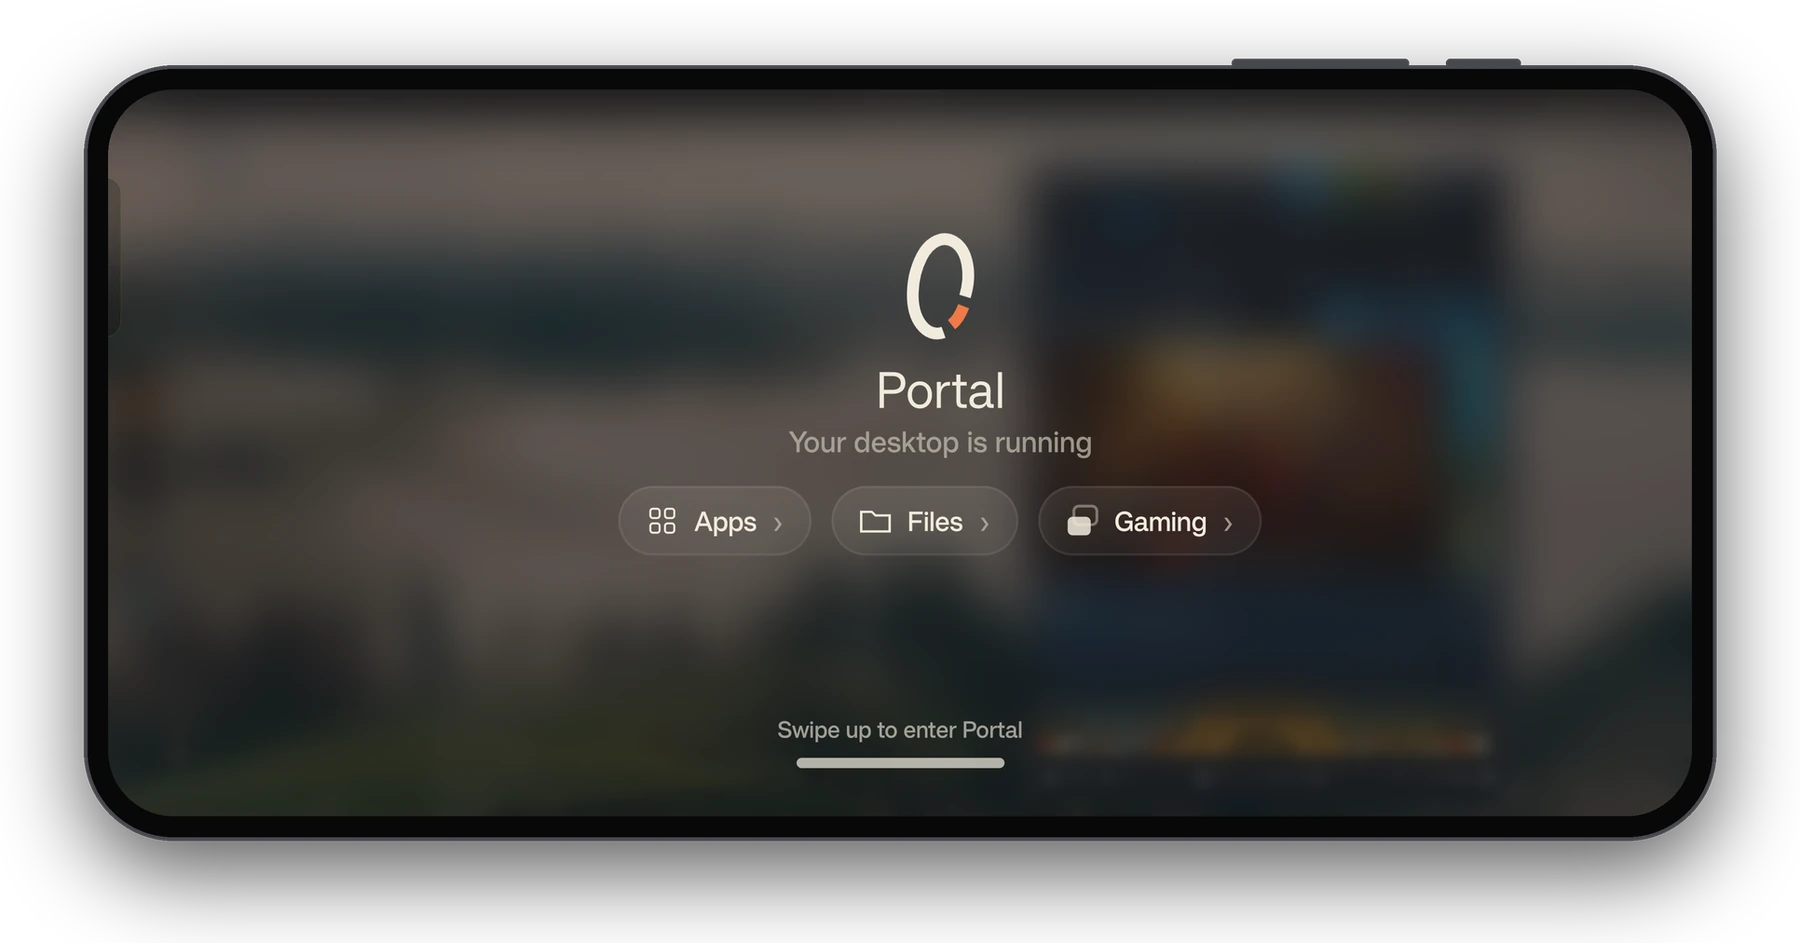 Portal
Your desktop is running
Apps
Files
Gaming
Swipe up to enter Portal